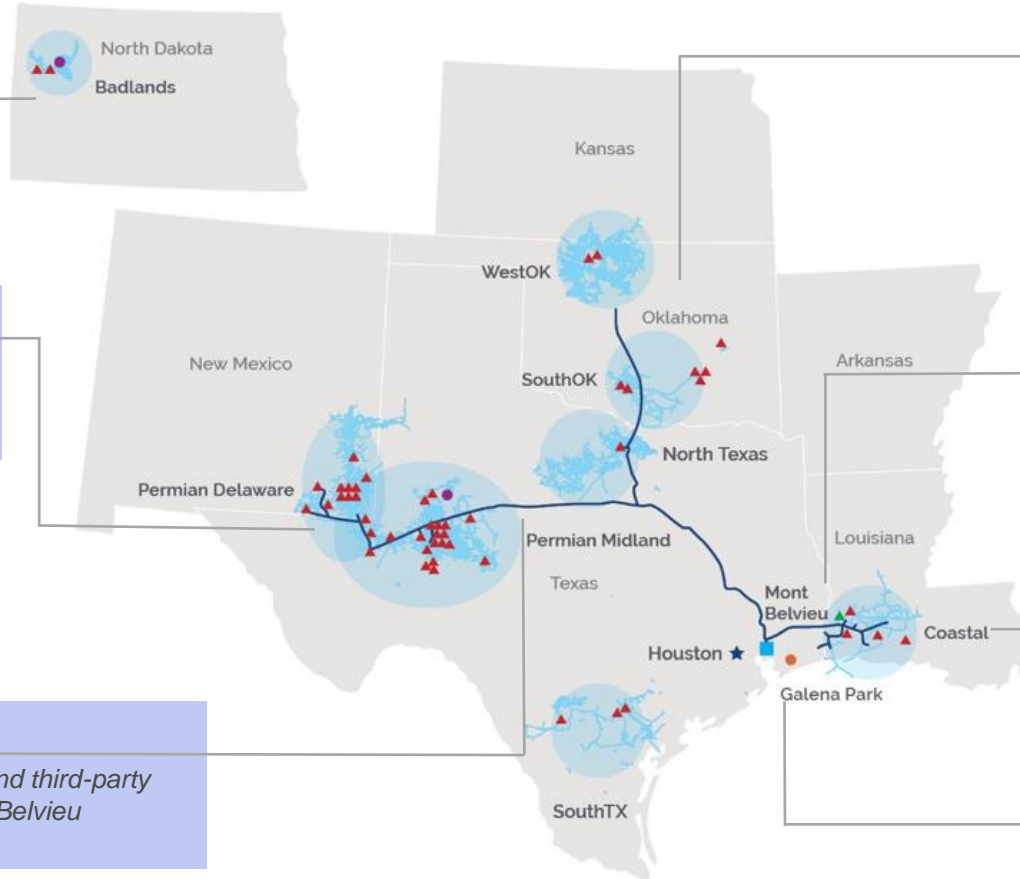 North Dakota
Badlands
Kansas
WestOK
Oklahoma
New Mexico
Arkansas
SouthOK
North Texas
Permian Delaware
Permian Midland
Louisiana
Texas
Mont
Belvieu
Coastal
Houston
Galena Park
nd third-party
Belvieu
SouthTX